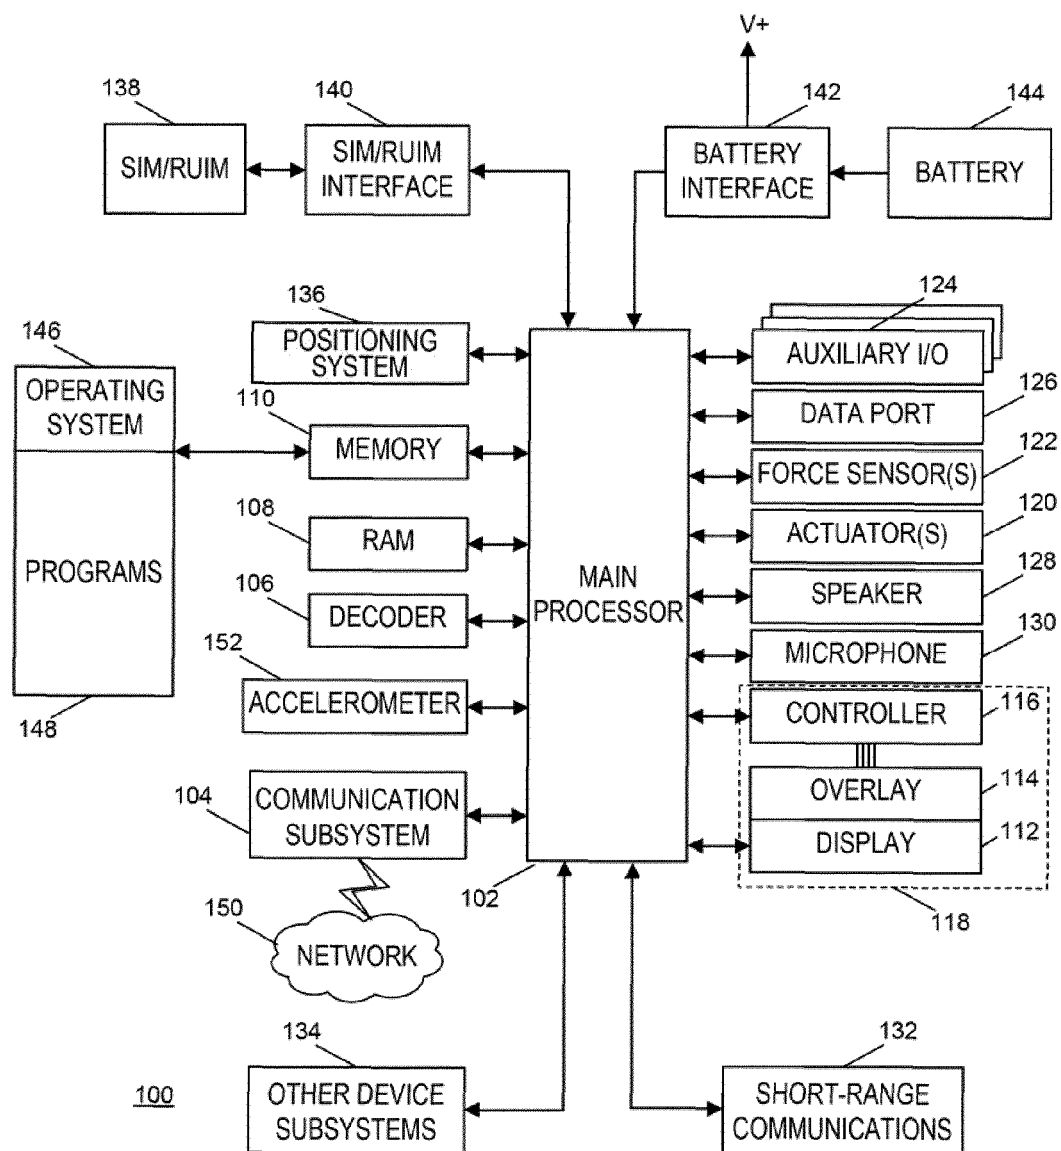 V+
138
140
142
144
SIM/RUIM
SIM/RUIM
INTERFACE
BATTERY
INTERFACE
BATTERY
136
124
POSITIONING
SYSTEM
AUXILIARY I/O
146
126
OPERATING
SYSTEM
110
DATA PORT
MEMORY
122
FORCE SENSOR(S)
108
120
RAM
ACTUATOR(S)
PROGRAMS
MAIN
PROCESSOR
128
106
SPEAKER
DECODER
130
152
MICROPHONE
ACCELEROMETER
116
148
CONTROLLER
104
COMMUNICATION
SUBSYSTEM
114
OVERLAY
112
DISPLAY
102
150
118
NETWORK
134
132
100
OTHER DEVICE
SUBSYSTEMS
SHORT-RANGE
COMMUNICATIONS